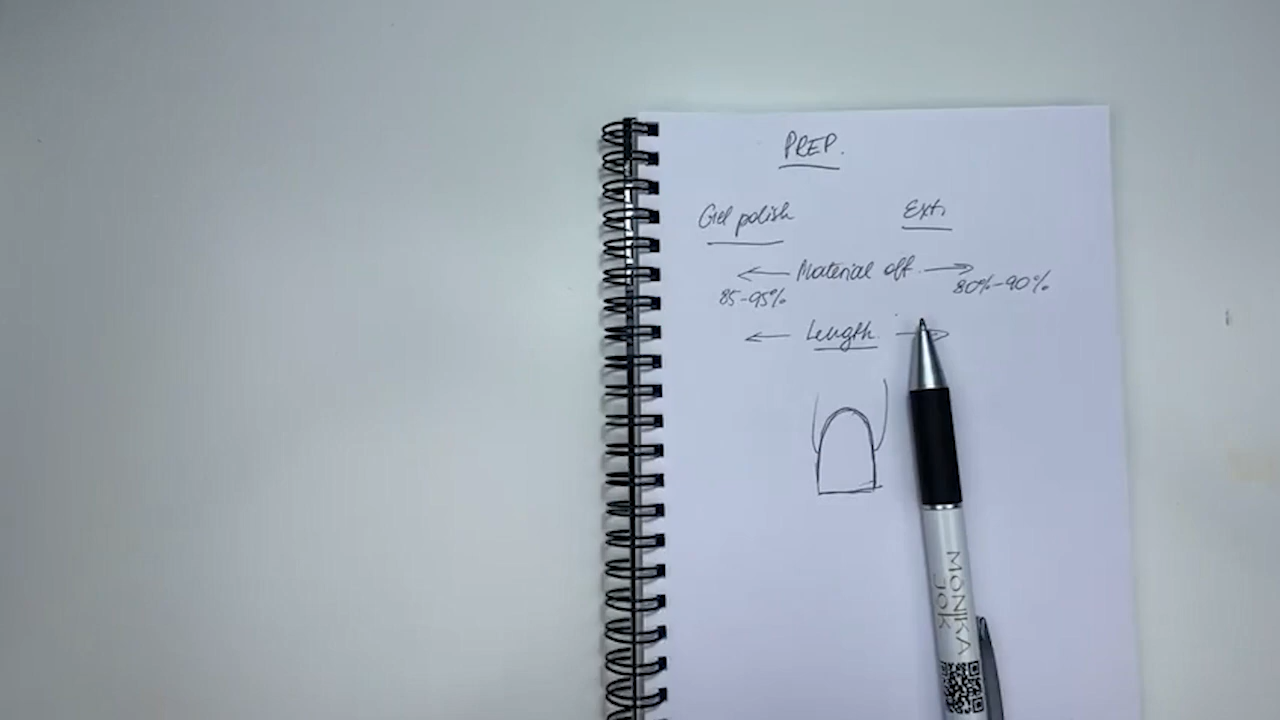 PREP.
Gel polish Ext.
← Material off. →
85-95% 80%-90%
← Length. →
MONIKA
JOK